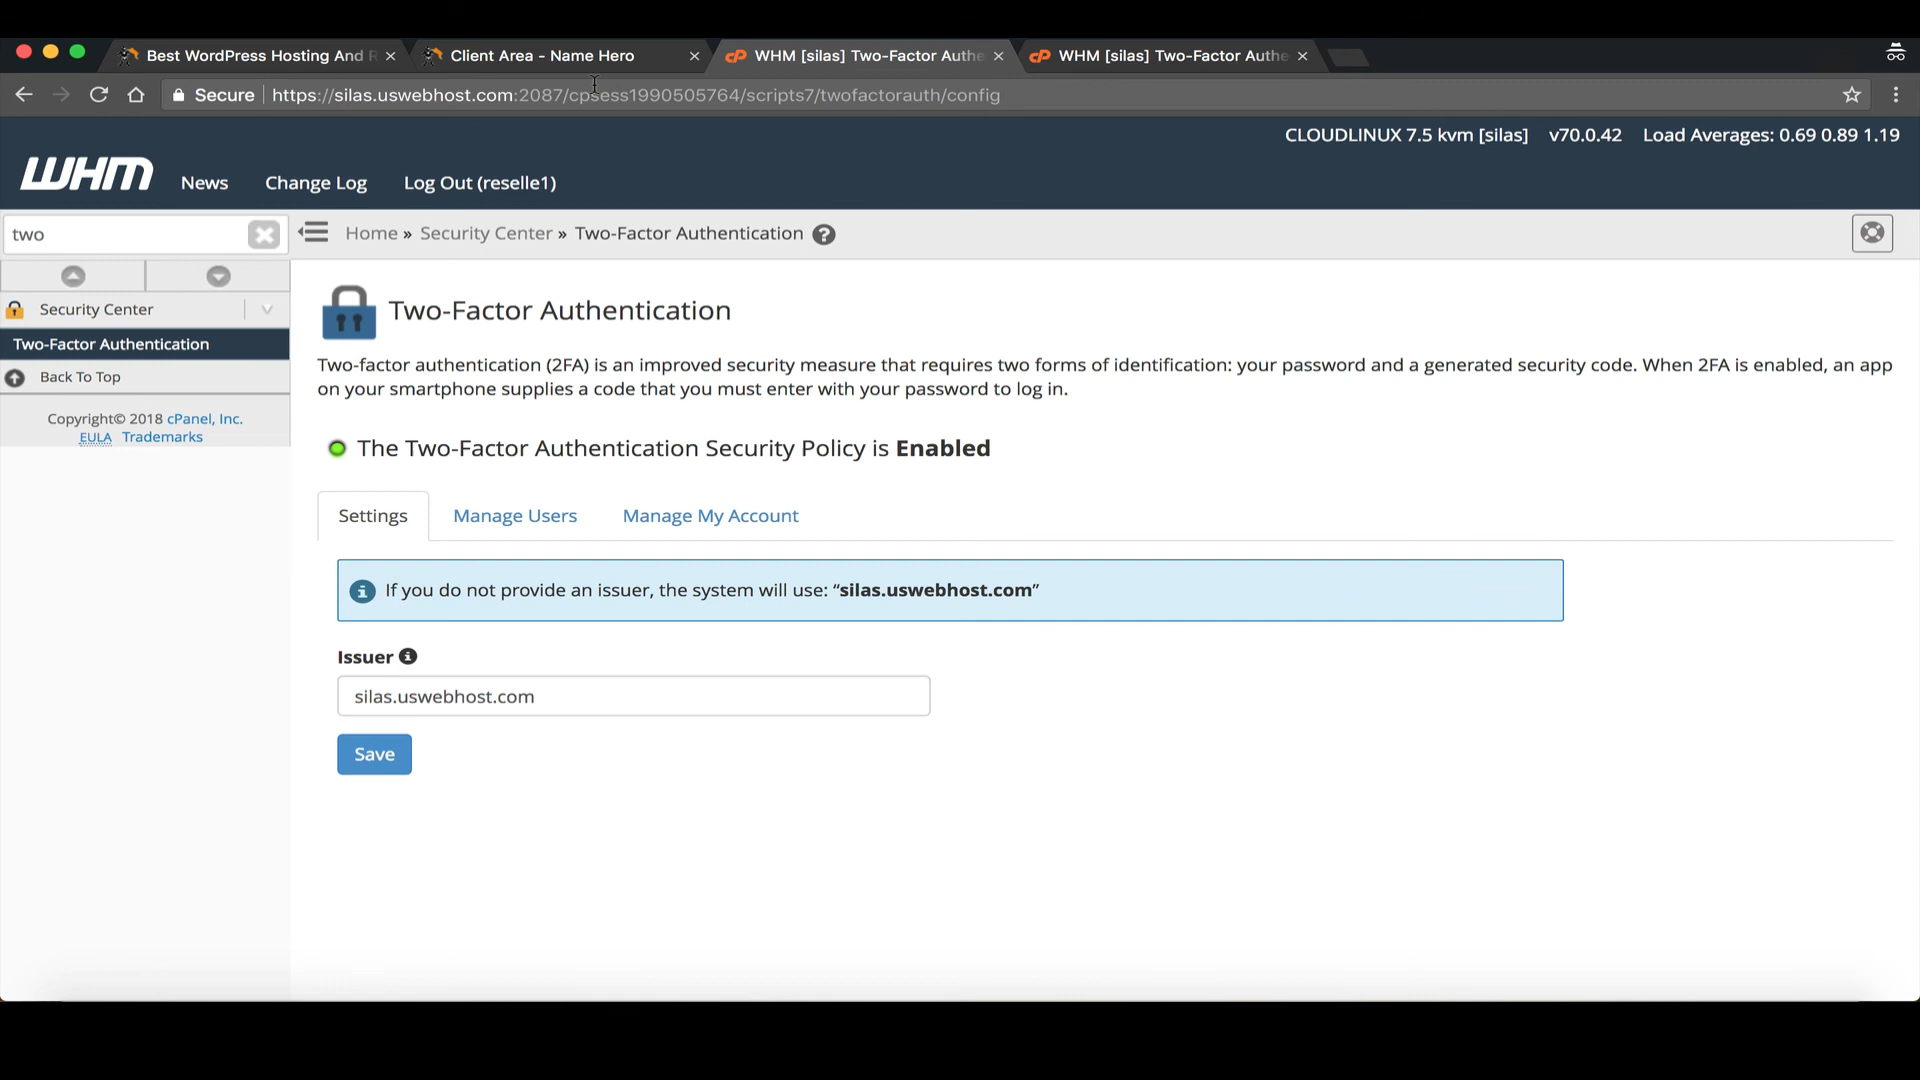 Best WordPress Hosting And R
Client Area - Name Hero
WHM [silas] Two-Factor Authe
WHM [silas] Two-Factor Authe
Secure https://silas.uswebhost.com:2087/cpsess1990505764/scripts7/twofactorauth/config
CLOUDLINUX 7.5 kvm [silas] v70.0.42 Load Averages: 0.69 0.89 1.19
WHM News Change Log Log Out (reselle1)
two
Home » Security Center » Two-Factor Authentication
Security Center
Two-Factor Authentication
Back To Top
Copyright© 2018 cPanel, Inc.
EULA Trademarks
Two-Factor Authentication
Two-factor authentication (2FA) is an improved security measure that requires two forms of identification: your password and a generated security code. When 2FA is enabled, an app
on your smartphone supplies a code that you must enter with your password to log in.
The Two-Factor Authentication Security Policy is Enabled
Settings Manage Users Manage My Account
If you do not provide an issuer, the system will use: “silas.uswebhost.com”
Issuer
silas.uswebhost.com
Save